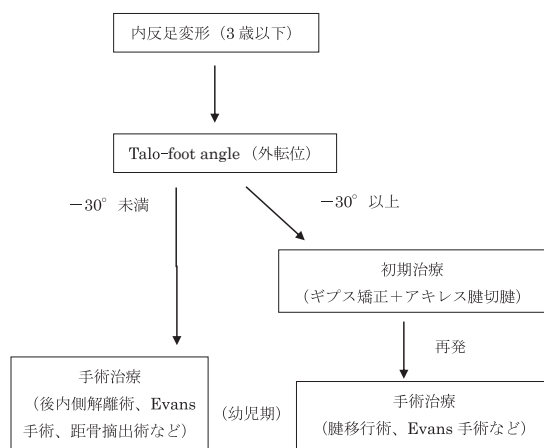 内反足変形（3 歳以下）
Talo-foot angle（外転位）
－30° 未満
－30° 以上
初期治療
（ギプス矯正＋アキレス腱切腱）
再発
手術治療
（後内側解離術、Evans
手術、距骨摘出術など）
（幼児期）
手術治療
（腱移行術、Evans 手術など）